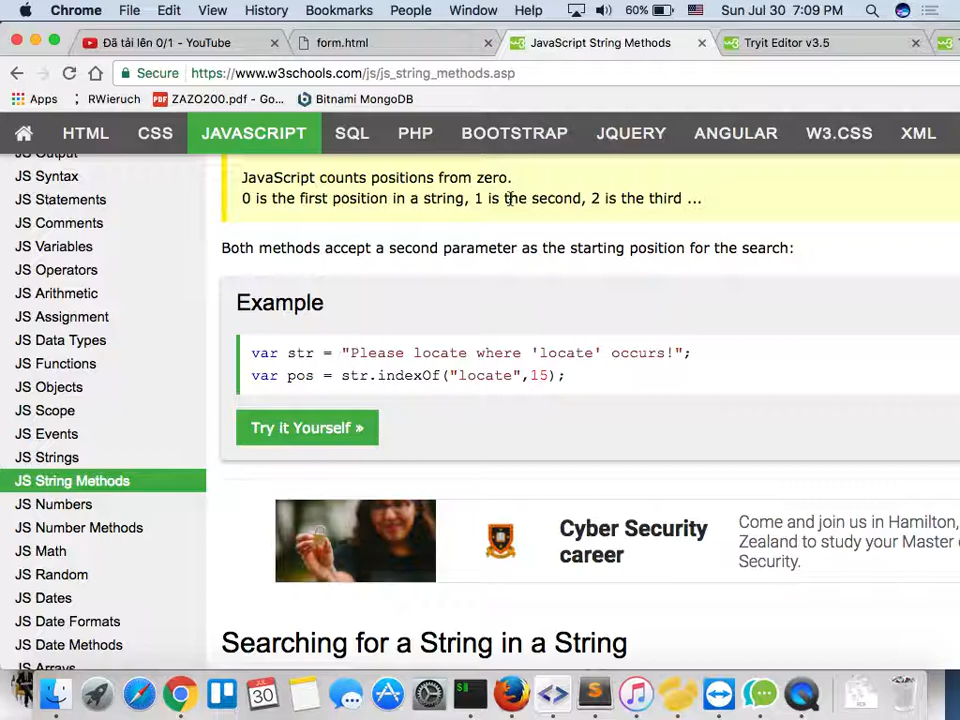 Chrome File Edit View History Bookmarks People Window Help 60% Sun Jul 30 7:09 PM
Đã tải lên 0/1 - YouTube form.html JavaScript String Methods Tryit Editor v3.5
Secure https://www.w3schools.com/js/js_string_methods.asp
Apps RWieruch ZAZO200.pdf - Go... Bitnami MongoDB
HTML CSS JAVASCRIPT SQL PHP BOOTSTRAP JQUERY ANGULAR W3.CSS XML
JS Output
JS Syntax
JS Statements
JS Comments
JS Variables
JS Operators
JS Arithmetic
JS Assignment
JS Data Types
JS Functions
JS Objects
JS Scope
JS Events
JS Strings
JS String Methods
JS Numbers
JS Number Methods
JS Math
JS Random
JS Dates
JS Date Formats
JS Date Methods
JS Arrays
JavaScript counts positions from zero.
0 is the first position in a string, 1 is the second, 2 is the third ...
Both methods accept a second parameter as the starting position for the search:
Example
var str = "Please locate where 'locate' occurs!";
var pos = str.indexOf("locate",15);
Try it Yourself »
Cyber Security
career
Come and join us in Hamilton,
Zealand to study your Master
Security.
Searching for a String in a String
JUL
30